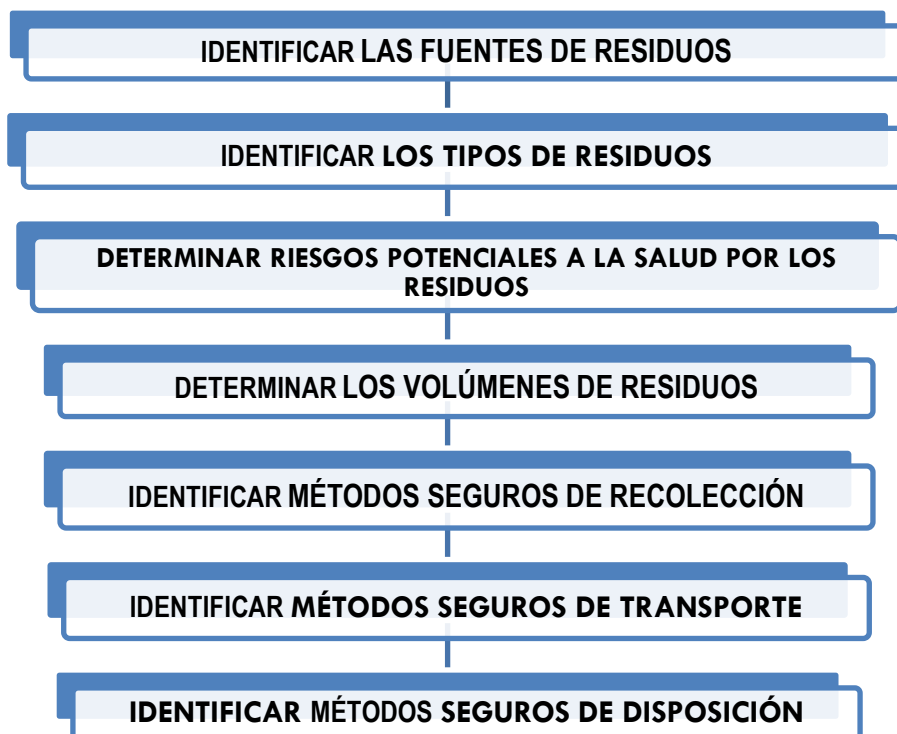 IDENTIFICAR LAS FUENTES DE RESIDUOS
IDENTIFICAR LOS TIPOS DE RESIDUOS
DETERMINAR RIESGOS POTENCIALES A LA SALUD POR LOS
RESIDUOS
DETERMINAR LOS VOLÚMENES DE RESIDUOS
IDENTIFICAR MÉTODOS SEGUROS DE RECOLECCIÓN
IDENTIFICAR MÉTODOS SEGUROS DE TRANSPORTE
IDENTIFICAR MÉTODOS SEGUROS DE DISPOSICIÓN